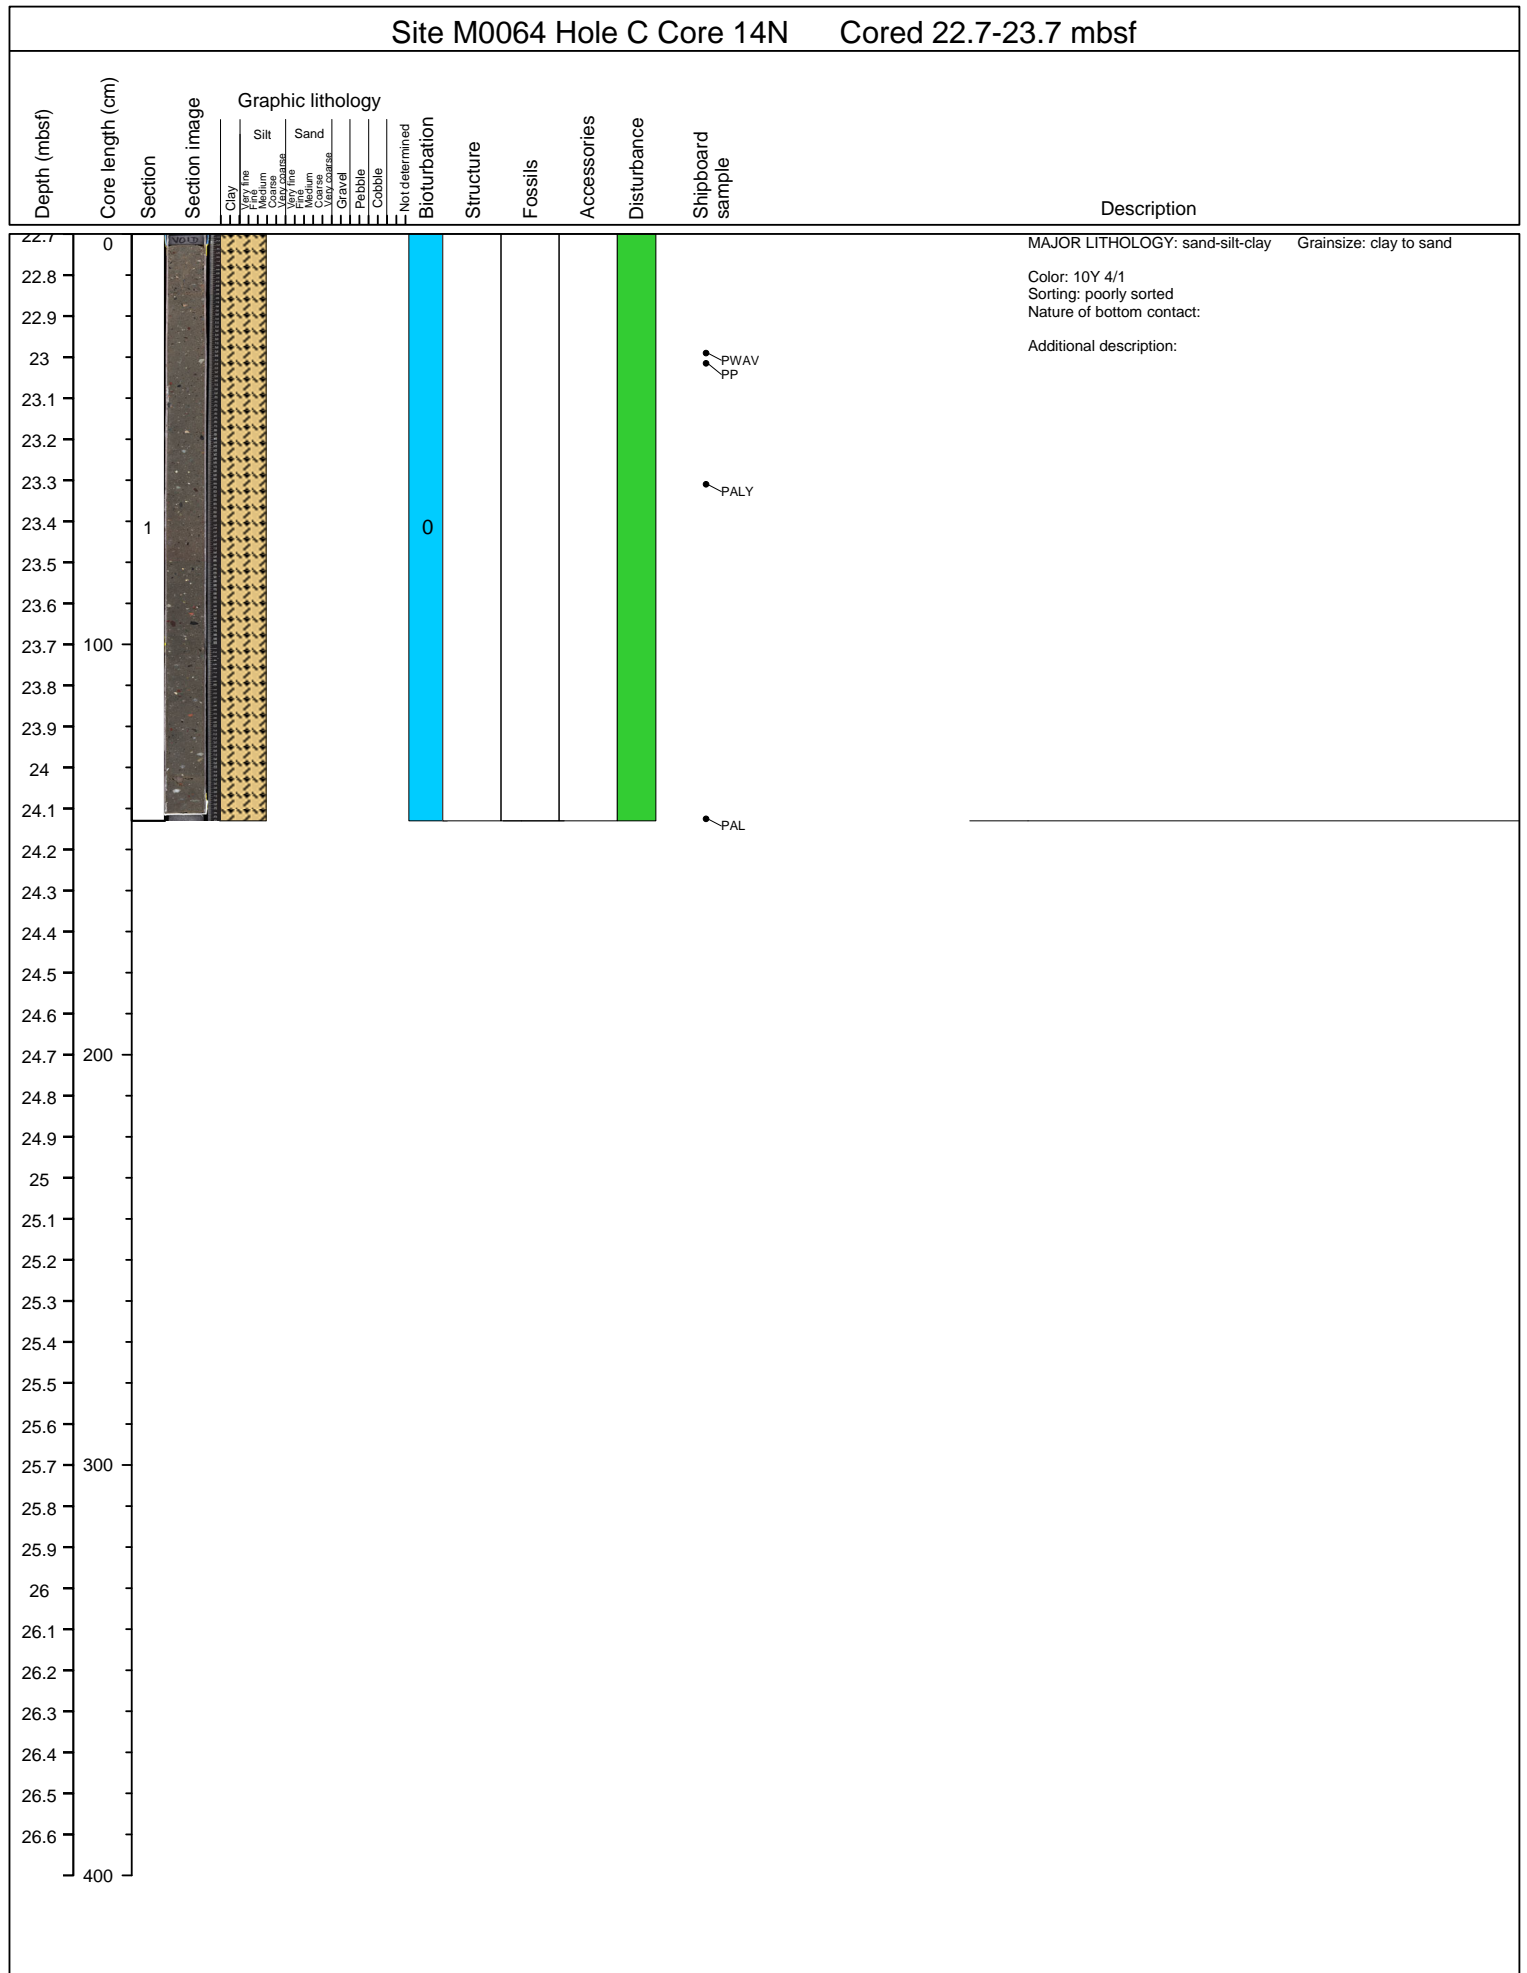 Site M0064 Hole C Core 14N Cored 22.7-23.7 mbsf
Depth (mbsf)
Core length (cm)
Section
Section image
Graphic lithology
Clay
Silt
Very fine
Fine
Medium
Coarse
Very coarse
Sand
Very fine
Fine
Medium
Coarse
Very coarse
Gravel
Pebble
Cobble
Not determined
Bioturbation
Structure
Fossils
Accessories
Disturbance
Shipboard
sample
Description
22.7
22.8
22.9
23
23.1
23.2
23.3
23.4
23.5
23.6
23.7
23.8
23.9
24
24.1
24.2
24.3
24.4
24.5
24.6
24.7
24.8
24.9
25
25.1
25.2
25.3
25.4
25.5
25.6
25.7
25.8
25.9
26
26.1
26.2
26.3
26.4
26.5
26.6
0
100
200
300
400
1
VOID
0
PWAV
PP
PALY
PAL
MAJOR LITHOLOGY: sand-silt-clay Grainsize: clay to sand
Color: 10Y 4/1
Sorting: poorly sorted
Nature of bottom contact:
Additional description: